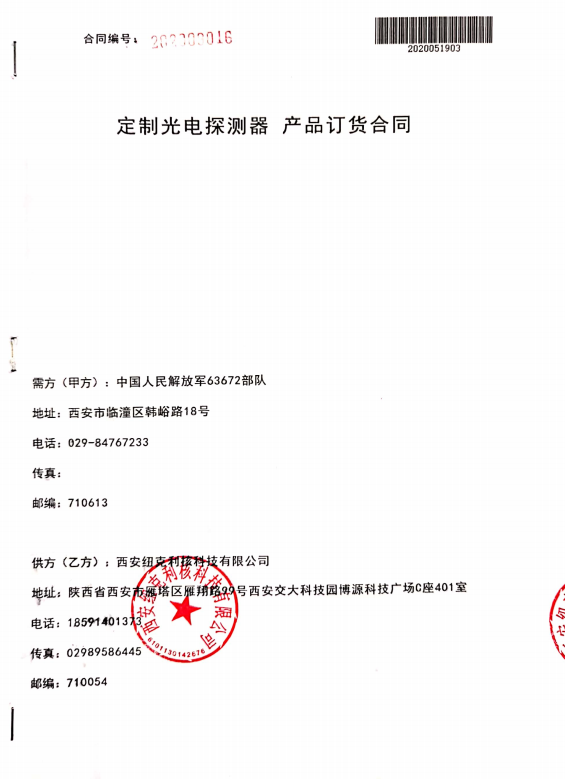 合同编号：
2020051903
定制光电探测器 产品订货合同
需方（甲方）：中国人民解放军63672部队
地址：西安市临潼区韩峪路18号
电话：029-84767233
传真：
邮编：710613
供方（乙方）：西安纽克利核科技有限公司
地址：陕西省西安市雁塔区雁翔路99号西安交大科技园博源科技广场C座401室
电话：18591401373
传真：02989586445
邮编：710054
西安纽克利核科技有限公司
6101130142676